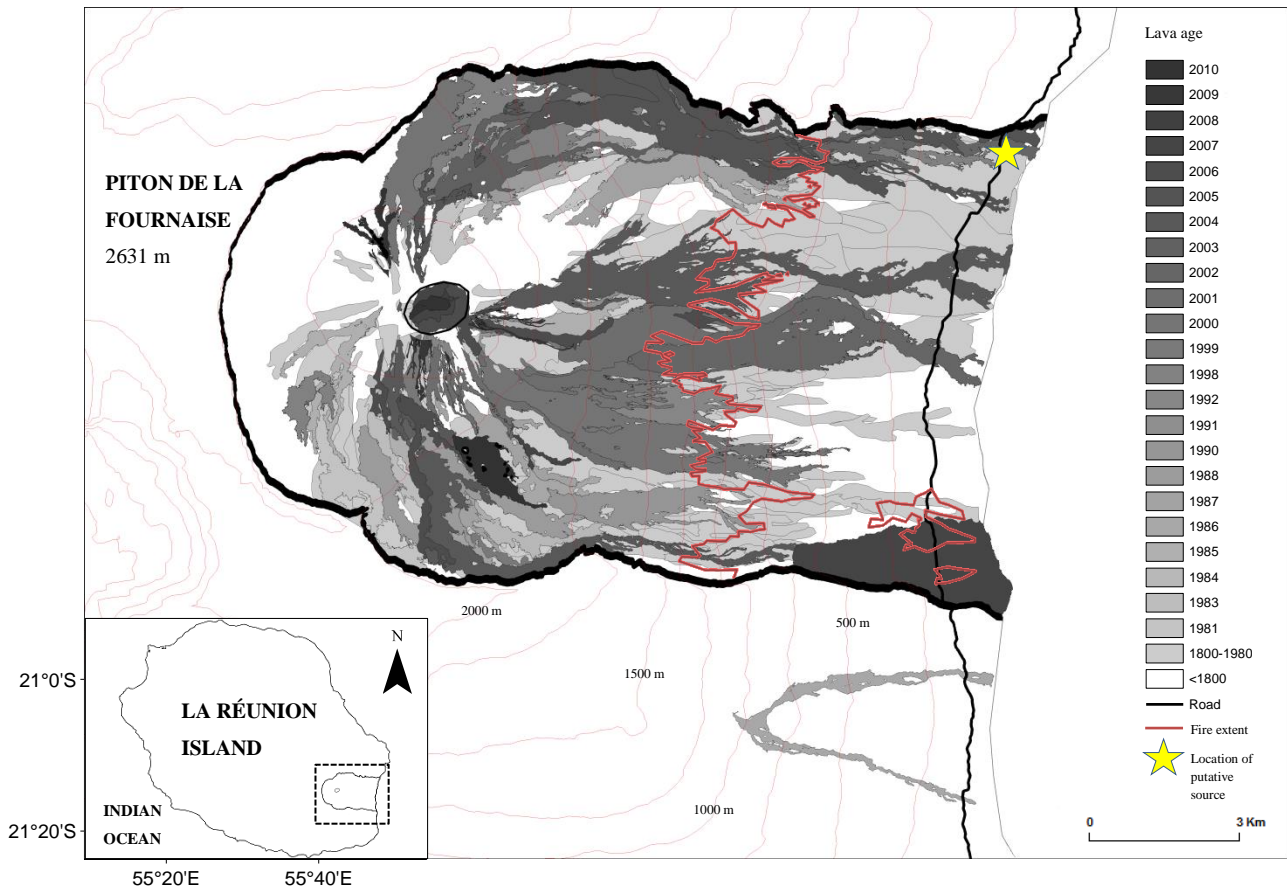 PITON DE LA
FOURNAISE
2631 m
2000 m
1500 m
1000 m
500 m
Lava age
2010
2009
2008
2007
2006
2005
2004
2003
2002
2001
2000
1999
1998
1992
1991
1990
1988
1987
1986
1985
1984
1983
1981
1800-1980
<1800
Road
Fire extent
Location of
putative
source
0 3 Km
N
LA RÉUNION
ISLAND
INDIAN
OCEAN
21°0'S
21°20'S
55°20'E 55°40'E